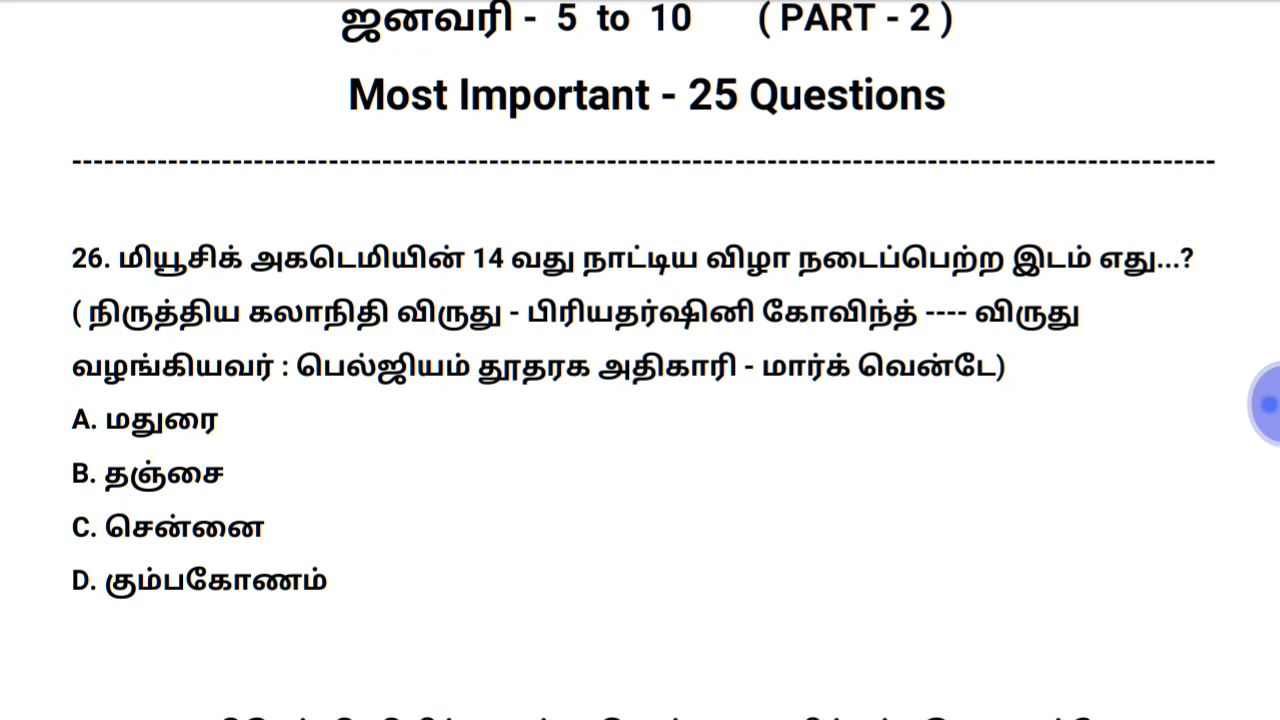 ஜனவரி - 5 to 10 ( PART - 2 )
Most Important - 25 Questions
--------------------------------------------------------------------------------------------------------------
26. மியூசிக் அகடெமியின் 14 வது நாட்டிய விழா நடைப்பெற்ற இடம் எது...?
( நிருத்திய கலாநிதி விருது - பிரியதர்ஷினி கோவிந்த் ---- விருது
வழங்கியவர் : பெல்ஜியம் தூதரக அதிகாரி - மார்க் வென்டே)
A. மதுரை
B. தஞ்சை
C. சென்னை
D. கும்பகோணம்